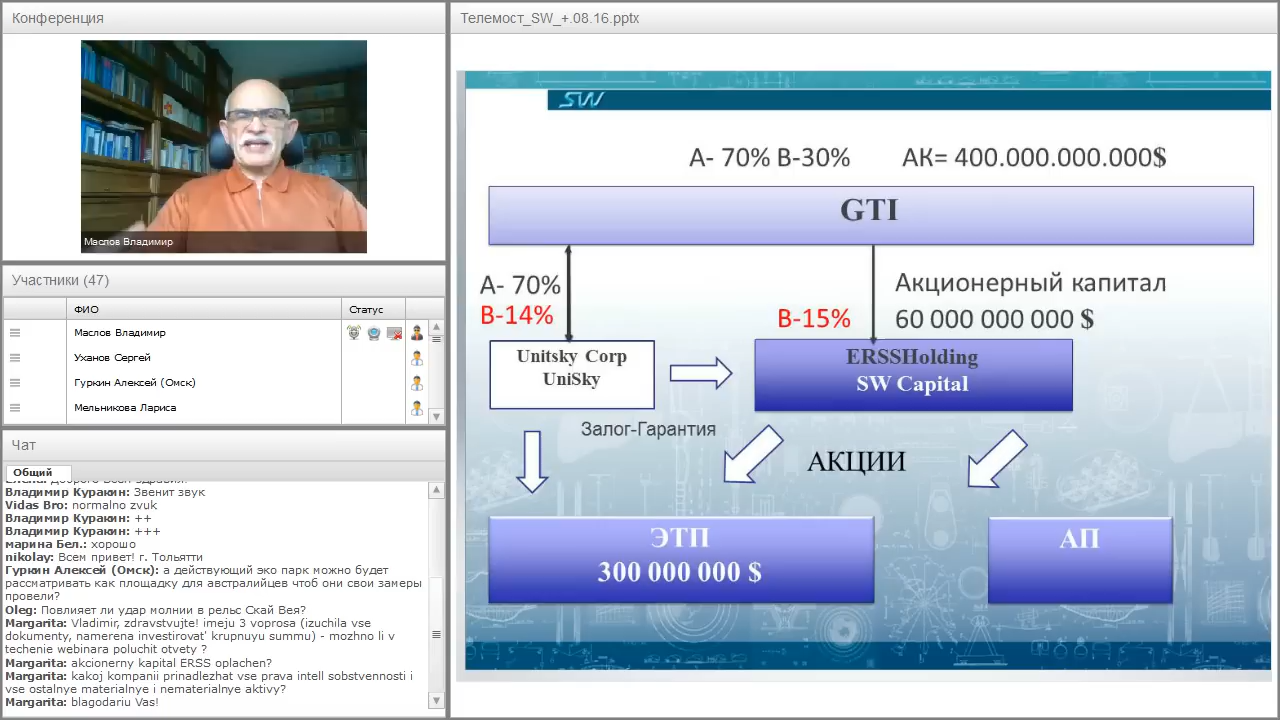 Конференция
Маслов Владимир
Участники (47)
ФИО
Статус
Маслов Владимир
Уханов Сергей
Гуркин Алексей (Омск)
Мельникова Лариса
Чат
Общий
Владимир Куракин: Звенит звук
Vidas Bro: normalno zvuk
Владимир Куракин: ++
Владимир Куракин: +++
марина Бел.: хорошо
nikolay: Всем привет! г. Тольятти
Гуркин Алексей (Омск): а действующий эко парк можно будет
рассматривать как площадку для австралийцев чтоб они свои замеры
провели?
Oleg: Повлияет ли удар молнии в рельс Скай Вея?
Margarita: Vladimir, zdravstvujte! imeju 3 voprosa (izuchila vse
dokumenty, namerena investirovat' krupnuyu summu) - mozhno li v
techenie webinara poluchit otvety ?
Margarita: akcionerny kapital ERSS oplachen?
Margarita: kakoj kompanii prinadlezhat vse prava intell sobstvennosti i
vse ostalnye materialnye i nematerialnye aktivy?
Margarita: blagodariu Vas!
Телемост_SW_+.08.16.pptx
SW
А- 70% В-30% АК= 400.000.000.000$
GTI
А- 70%
В-14%
В-15%
Акционерный капитал
60 000 000 000 $
Unitsky Corp
UniSky
ERSSHolding
SW Capital
Залог-Гарантия
АКЦИИ
ЭТП
300 000 000 $
АП